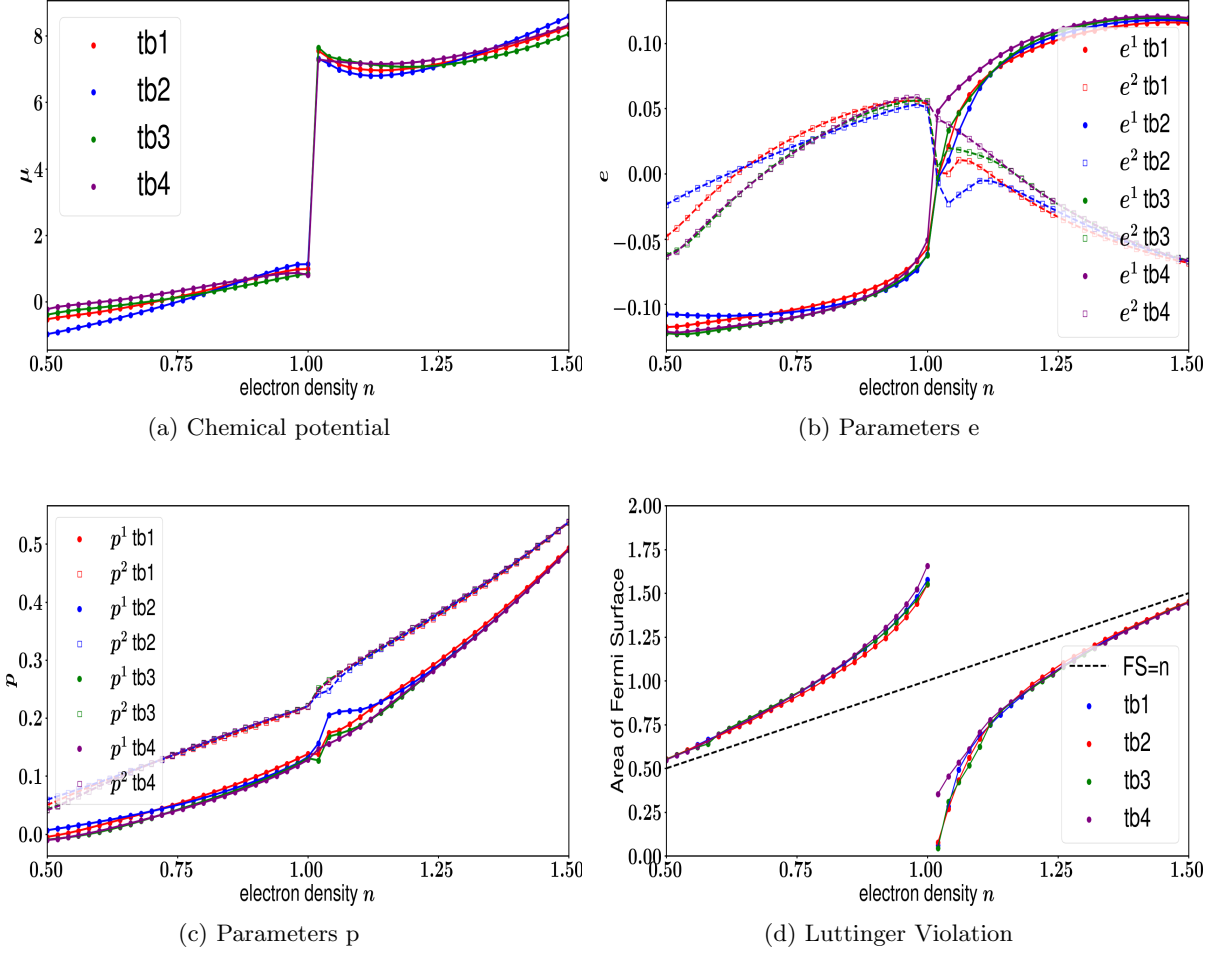 8
6
4
2
0
μ
tb1
tb2
tb3
tb4
0.50
0.75
1.00
1.25
1.50
electron density n
(a) Chemical potential
0.10
0.05
0.00
−0.05
−0.10
e
e¹ tb1
e² tb1
e¹ tb2
e² tb2
e¹ tb3
e² tb3
e¹ tb4
e² tb4
0.50
0.75
1.00
1.25
1.50
electron density n
(b) Parameters e
0.5
0.4
0.3
0.2
0.1
0.0
p
p¹ tb1
p² tb1
p¹ tb2
p² tb2
p¹ tb3
p² tb3
p¹ tb4
p² tb4
0.50
0.75
1.00
1.25
1.50
electron density n
(c) Parameters p
2.00
1.75
1.50
1.25
1.00
0.75
0.50
0.25
0.00
Area of Fermi Surface
FS=n
tb1
tb2
tb3
tb4
0.50
0.75
1.00
1.25
1.50
electron density n
(d) Luttinger Violation